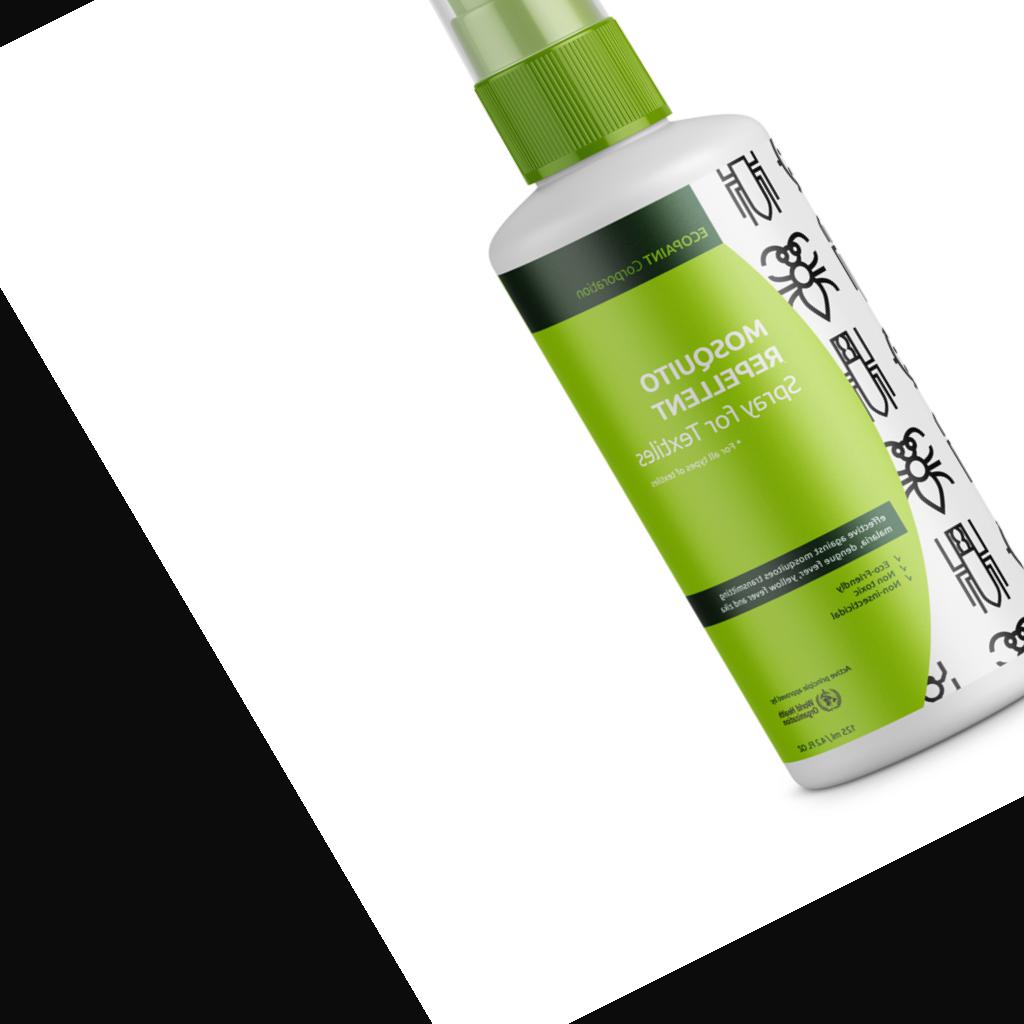 ECOPAINT Corporation
MOSQUITO
REPELLENT
Spray for Textiles
• For all types of textiles
effective against mosquitoes transmitting
malaria, dengue fever, yellow fever and zika
✓ Eco-Friendly
✓ Non toxic
✓ Non-insecticidal
Active principle approved by
World Health
Organization
125 ml / 4.2 FL OZ